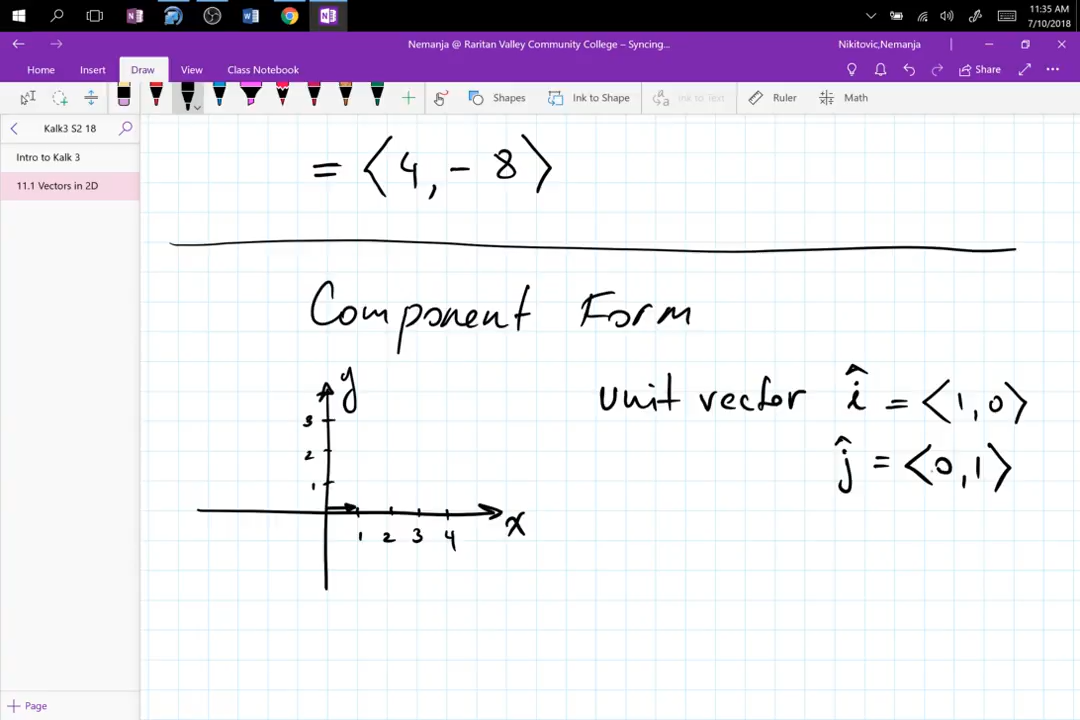 11:35 AM
7/10/2018
Nemanja @ Raritan Valley Community College – Syncing...
Nikitovic,Nemanja
Home Insert Draw View Class Notebook Share
Shapes Ink to Shape Ink to Text Ruler Math
Kalk3 S2 18
Intro to Kalk 3
11.1 Vectors in 2D
= ⟨4, - 8⟩
Component Form
y
unit vector î = ⟨1, 0⟩
3
2
ĵ = ⟨0, 1⟩
1
x
1 2 3 4
Page